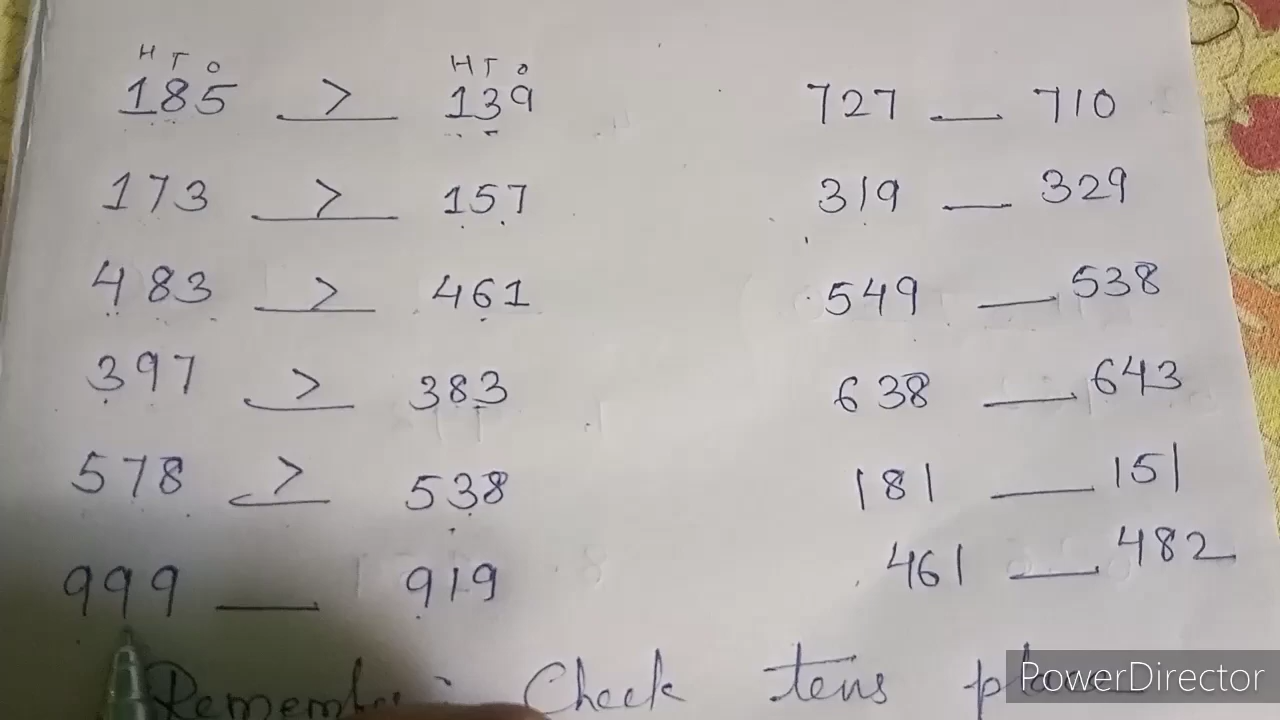 H T O H T O
185 > 139
173 > 157
483 > 461
397 > 383
578 > 538
999 __ 919
727 __ 710
319 __ 329
549 __ 538
638 __ 643
181 __ 151
461 __ 482
Check tens
PowerDirector